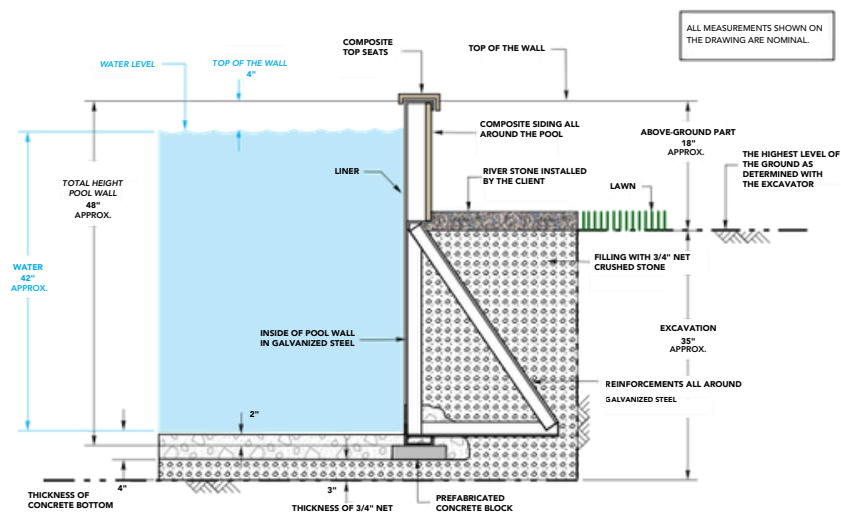 ALL MEASUREMENTS SHOWN ON
THE DRAWING ARE NOMINAL.
COMPOSITE
TOP SEATS
TOP OF THE WALL
WATER LEVEL
TOP OF THE WALL
4"
COMPOSITE SIDING ALL
AROUND THE POOL
ABOVE-GROUND PART
18"
APPROX.
THE HIGHEST LEVEL OF
THE GROUND AS
DETERMINED WITH
THE EXCAVATOR
LINER
RIVER STONE INSTALLED
BY THE CLIENT
LAWN
TOTAL HEIGHT
POOL WALL
48"
APPROX.
WATER
42"
APPROX.
FILLING WITH 3/4" NET
CRUSHED STONE
INSIDE OF POOL WALL
IN GALVANIZED STEEL
EXCAVATION
35"
APPROX.
REINFORCEMENTS ALL AROUND
GALVANIZED STEEL
2"
4"
3"
THICKNESS OF
CONCRETE BOTTOM
THICKNESS OF 3/4" NET
PREFABRICATED
CONCRETE BLOCK